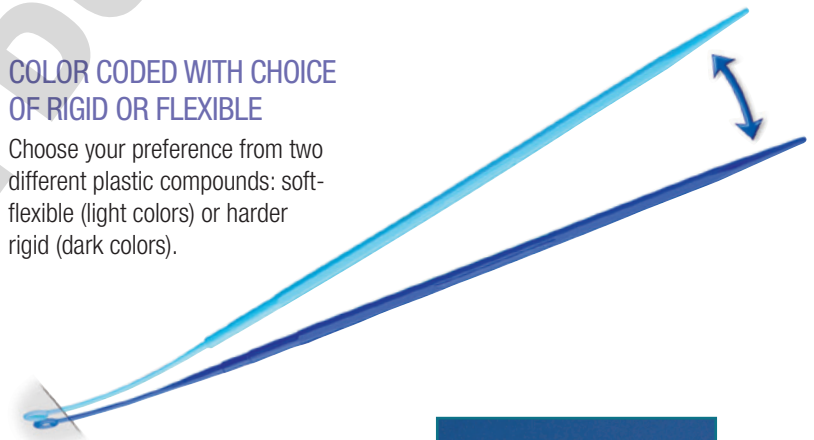 COLOR CODED WITH CHOICE
OF RIGID OR FLEXIBLE
Choose your preference from two
different plastic compounds: soft-
flexible (light colors) or harder
rigid (dark colors).